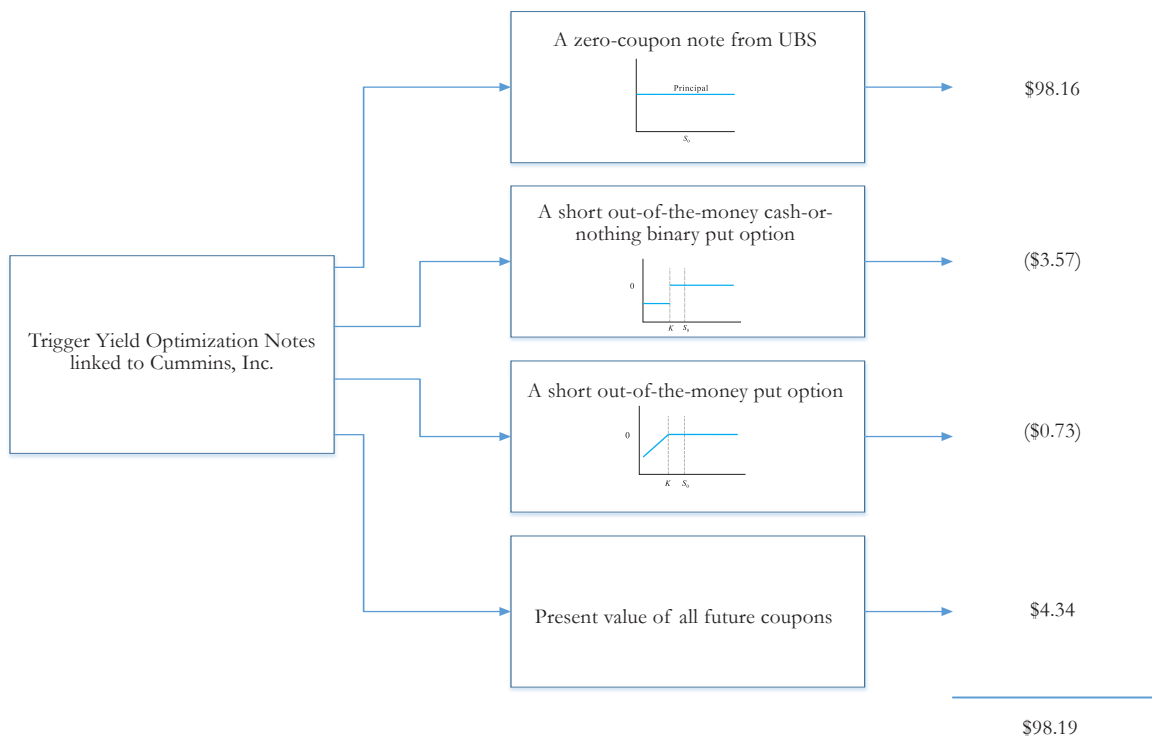 A zero-coupon note from UBS
Principal
S₀
$98.16
A short out-of-the-money cash-or-
nothing binary put option
0
K S₀
($3.57)
Trigger Yield Optimization Notes
linked to Cummins, Inc.
A short out-of-the-money put option
0
K S₀
($0.73)
Present value of all future coupons
$4.34
$98.19